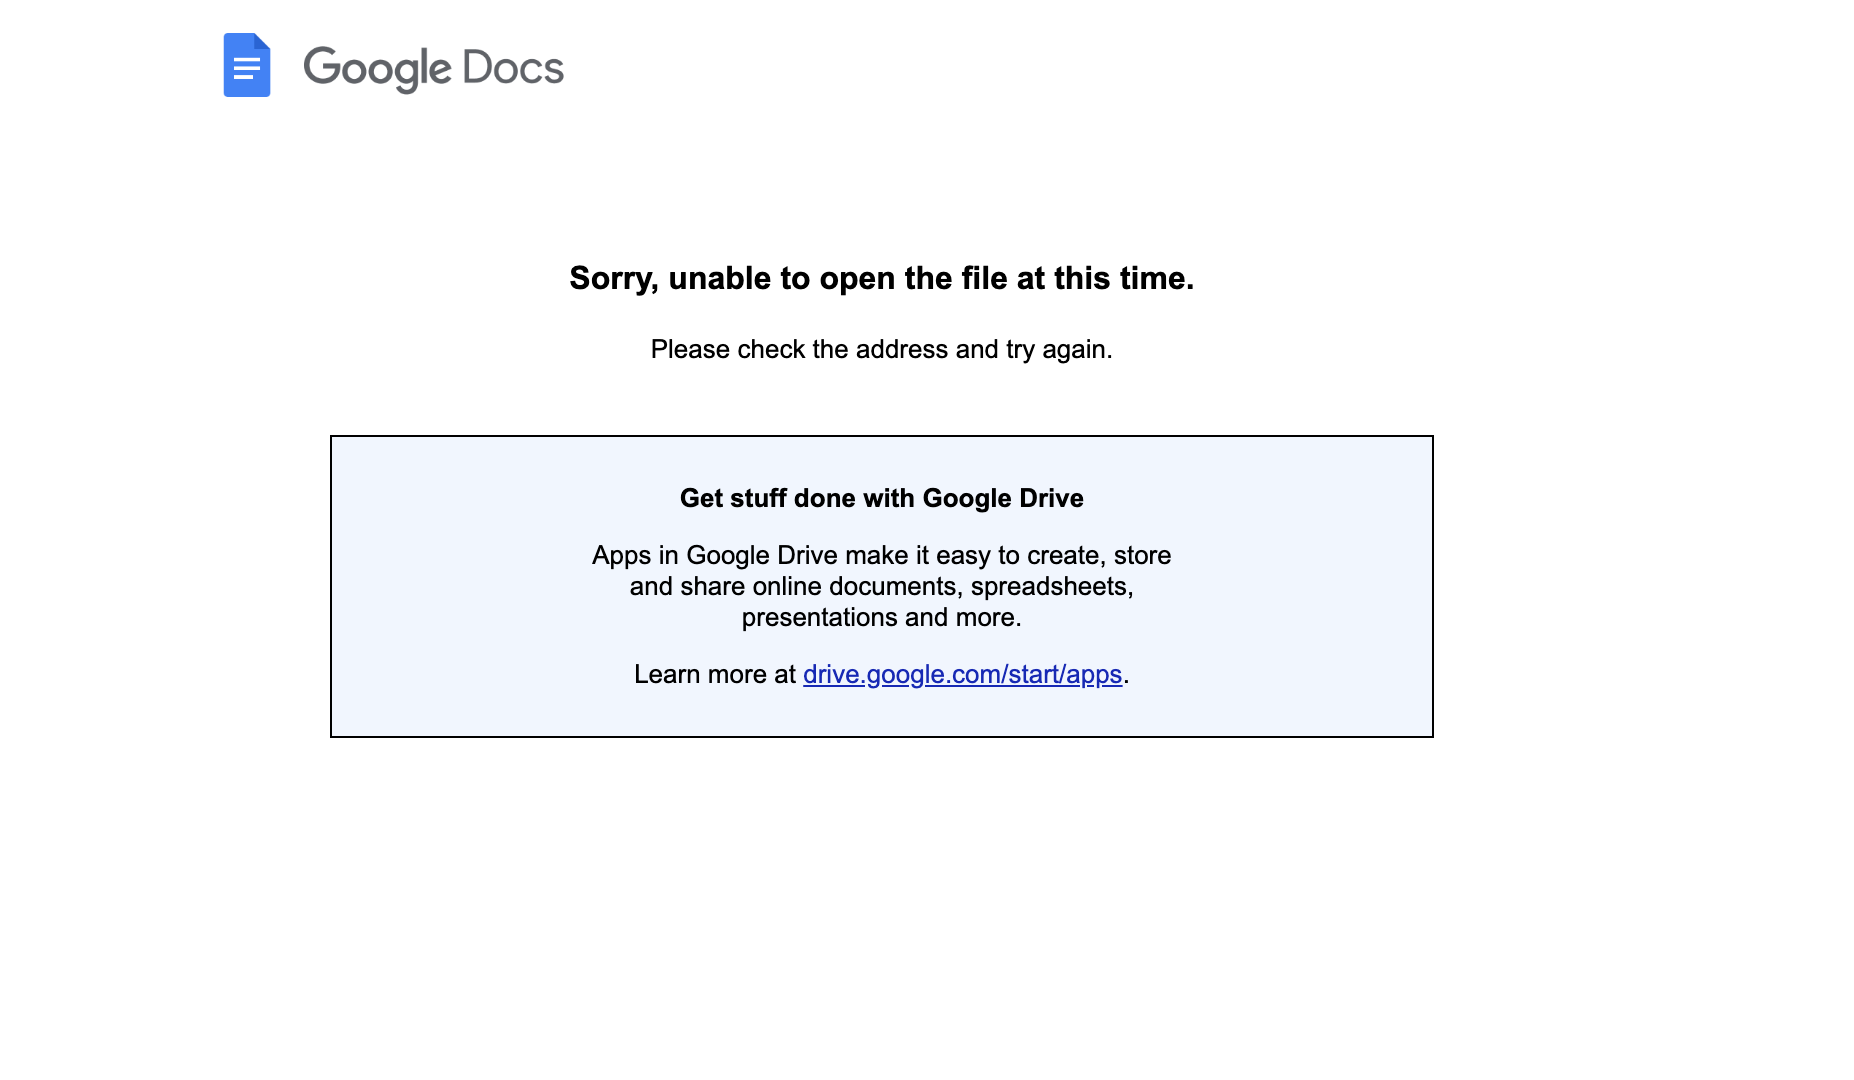 Google Docs
Sorry, unable to open the file at this time.
Please check the address and try again.
Get stuff done with Google Drive
Apps in Google Drive make it easy to create, store
and share online documents, spreadsheets,
presentations and more.
Learn more at drive.google.com/start/apps.